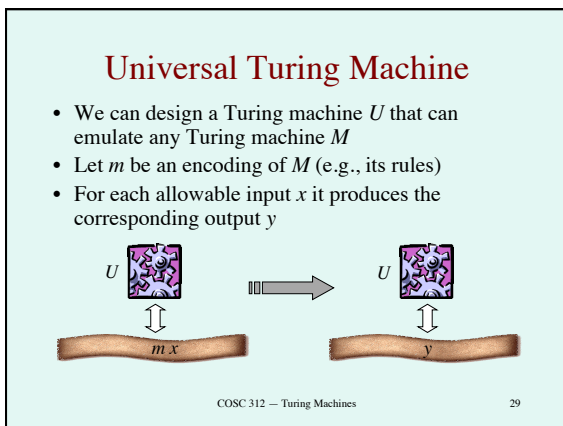 Universal Turing Machine
• We can design a Turing machine U that can
emulate any Turing machine M
• Let m be an encoding of M (e.g., its rules)
• For each allowable input x it produces the
corresponding output y
U
U
m x
y
COSC 312 — Turing Machines
29